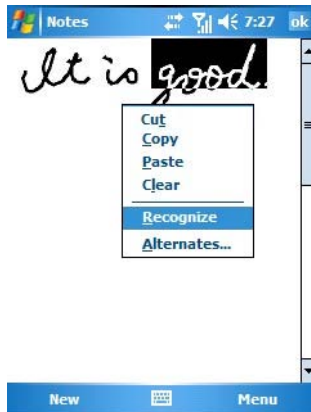 Notes 7:27 ok
It is good.
Cut
Copy
Paste
Clear
Recognize
Alternates...
New Menu